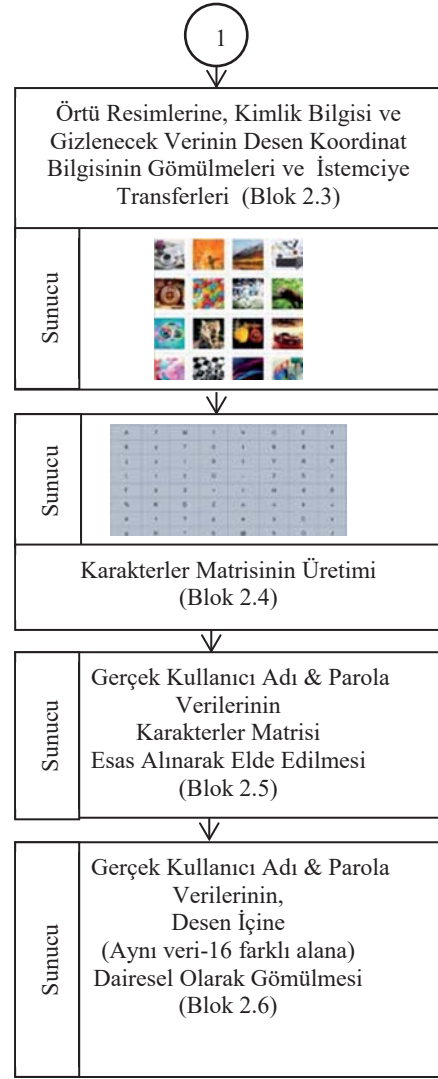 1
Örtü Resimlerine, Kimlik Bilgisi ve
Gizlenecek Verinin Desen Koordinat
Bilgisinin Gömülmeleri ve İstemciye
Transferleri (Blok 2.3)
Sunucu
Sunucu
Karakterler Matrisinin Üretimi
(Blok 2.4)
Sunucu
Gerçek Kullanıcı Adı & Parola
Verilerinin
Karakterler Matrisi
Esas Alınarak Elde Edilmesi
(Blok 2.5)
Sunucu
Gerçek Kullanıcı Adı & Parola
Verilerinin,
Desen İçine
(Aynı veri-16 farklı alana)
Dairesel Olarak Gömülmesi
(Blok 2.6)